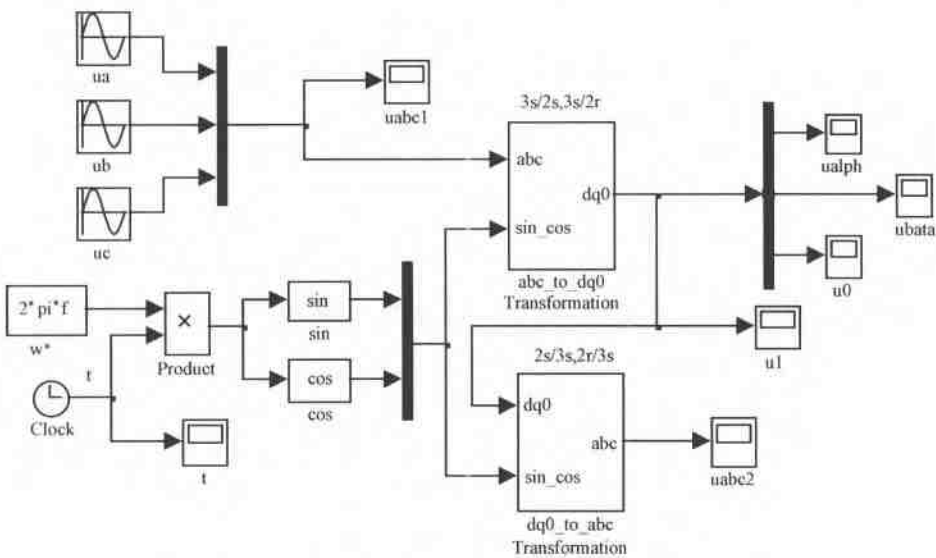 ua
ub
uc
uabc1
3s/2s,3s/2r
abc
dq0
sin_cos
abc_to_dq0
Transformation
ualph
ubata
u0
2*pi*f
w*
×
Product
t
Clock
t
sin
sin
cos
cos
u1
2s/3s,2r/3s
dq0
abc
sin_cos
dq0_to_abc
Transformation
uabc2